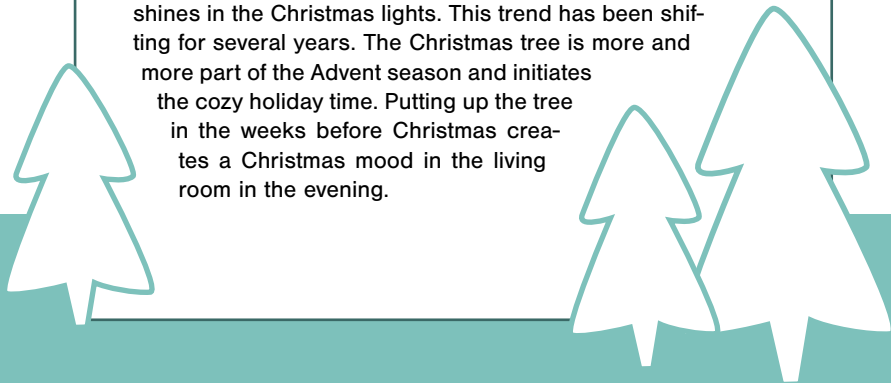 shines in the Christmas lights. This trend has been shif-
ting for several years. The Christmas tree is more and
more part of the Advent season and initiates
the cozy holiday time. Putting up the tree
in the weeks before Christmas crea-
tes a Christmas mood in the living
room in the evening.